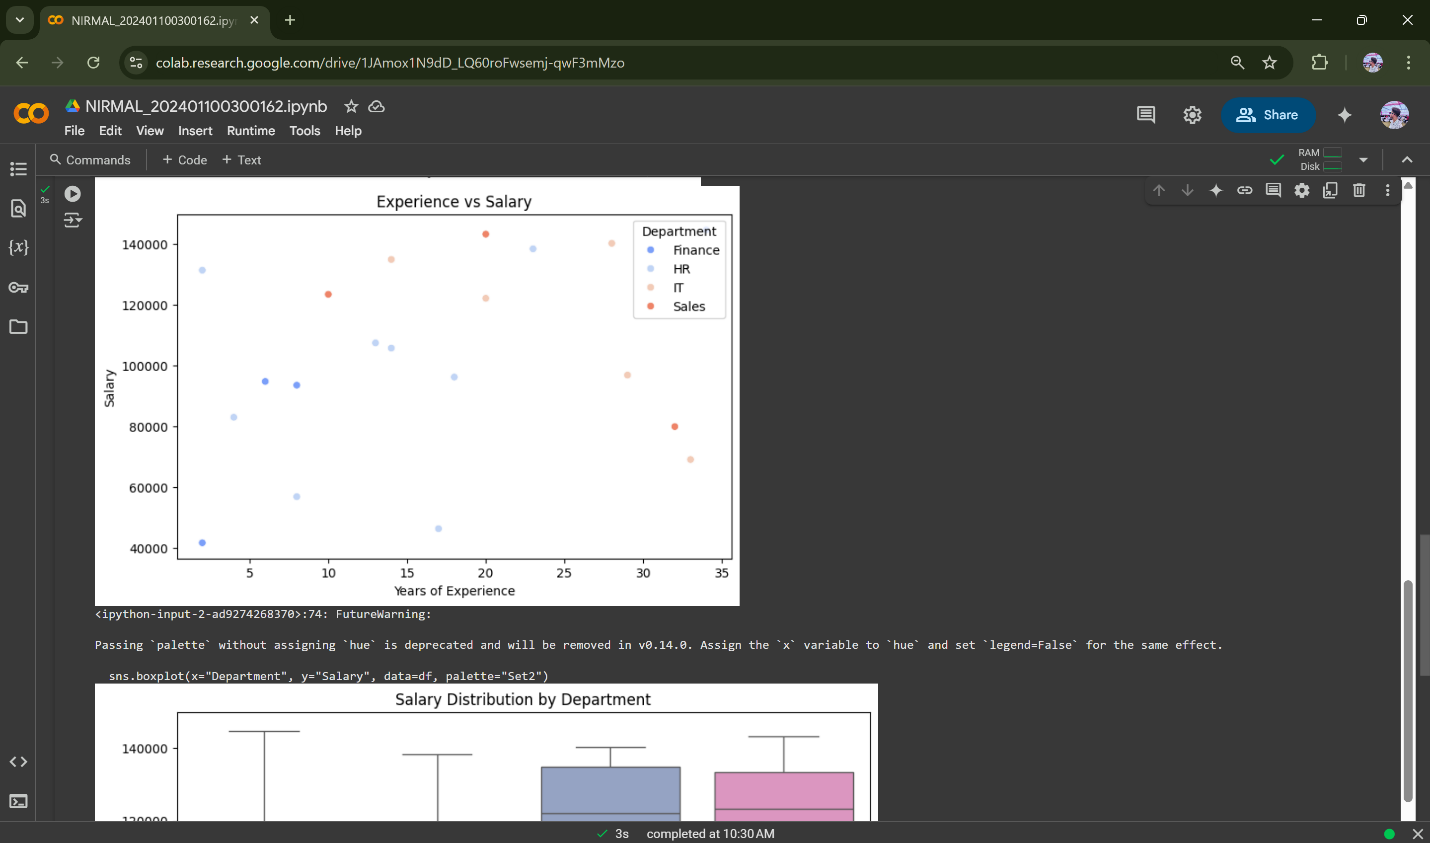 NIRMAL_202401100300162.ipy
colab.research.google.com/drive/1JAmox1N9dD_LQ60roFwsemj-qwF3mMzo
NIRMAL_202401100300162.ipynb
File Edit View Insert Runtime Tools Help
Share
Commands + Code + Text
RAM
Disk
3s
{x}
Experience vs Salary
Department
Finance
HR
IT
Sales
140000
120000
100000
80000
60000
40000
Salary
5 10 15 20 25 30 35
Years of Experience
<ipython-input-2-ad9274268370>:74: FutureWarning:
Passing `palette` without assigning `hue` is deprecated and will be removed in v0.14.0. Assign the `x` variable to `hue` and set `legend=False` for the same effect.
sns.boxplot(x="Department", y="Salary", data=df, palette="Set2")
Salary Distribution by Department
140000
120000
3s completed at 10:30 AM